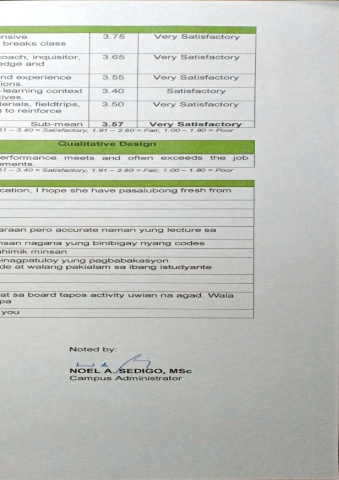 nsive 3.75 Very Satisfactory
breaks class
coach, inquisitor, 3.65 Very Satisfactory
edge and
nd experience 3.55 Very Satisfactory
ions.
-learning context 3.40 Satisfactory
ives.
terials, fieldtrips, 3.50 Very Satisfactory
) to reinforce
Sub-mean 3.57 Very Satisfactory
51 – 3.40 = Satisfactory, 1.81 – 2.60 = Fair, 1.00 – 1.80 = Poor
Qualitative Design
erformance meets and often exceeds the job
ements.
51 – 3.40 = Satisfactory, 1.81 – 2.60 = Fair, 1.00 – 1.80 = Poor
cation, I hope she have pasalubong fresh from
araan pero accurate naman yung lecture sa
nsan nagana yung binibigay nyang codes
ahimik minsan
inagpatuloy yung pagbabakasyon
de at walang pakialam sa ibang istudyante
at sa board tapos activity uwian na agad. Wala
pa
you
Noted by:
NOEL A. SEDIGO, MSc
Campus Administrator